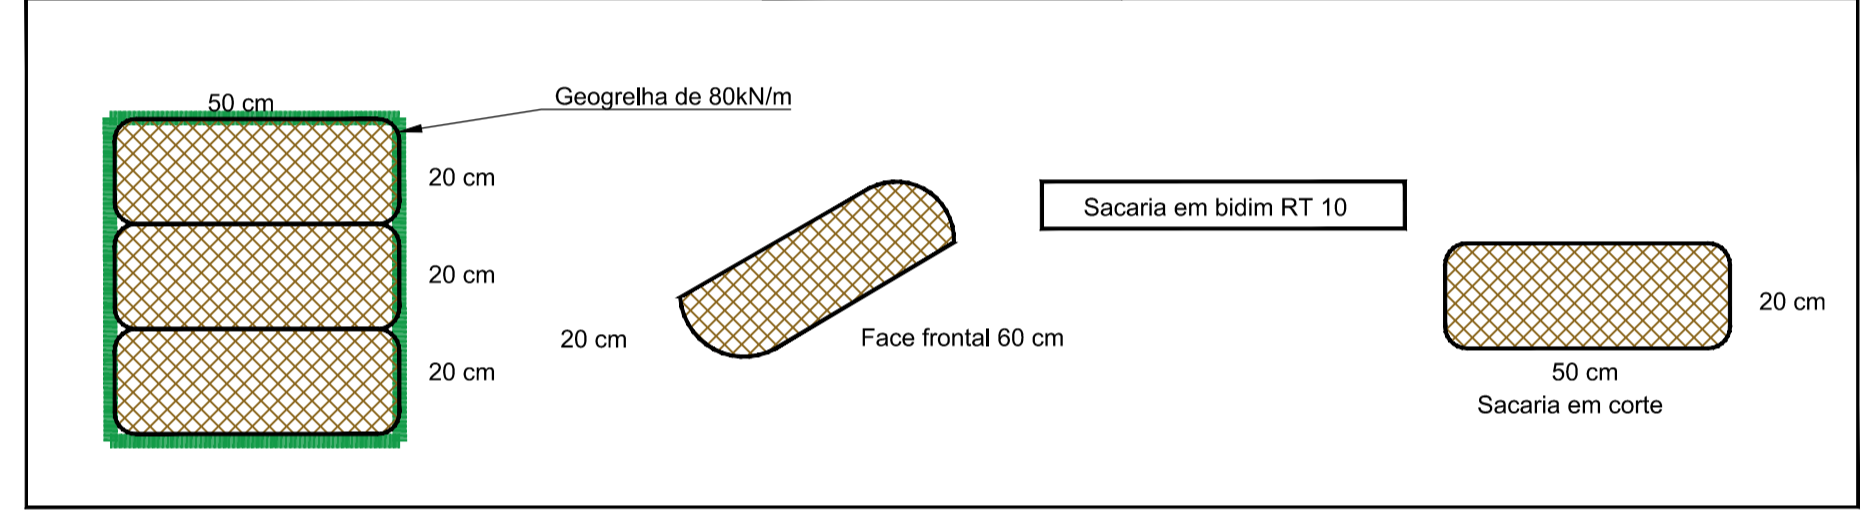 50 cm
Geogrelha de 80kN/m
20 cm
20 cm
20 cm
20 cm
Face frontal 60 cm
Sacaria em bidim RT 10
20 cm
50 cm
Sacaria em corte